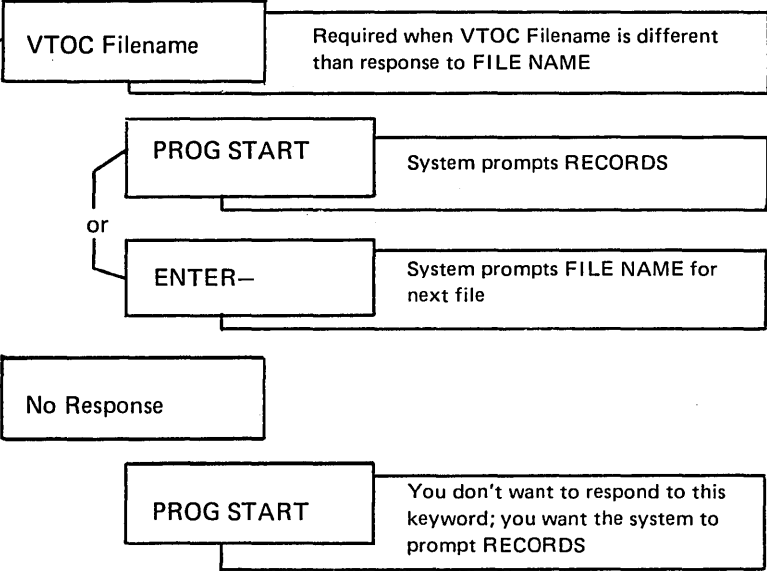 VTOC Filename
Required when VTOC Filename is different
than response to FILE NAME
PROG START
System prompts RECORDS
or
ENTER–
System prompts FILE NAME for
next file
No Response
PROG START
You don't want to respond to this
keyword; you want the system to
prompt RECORDS